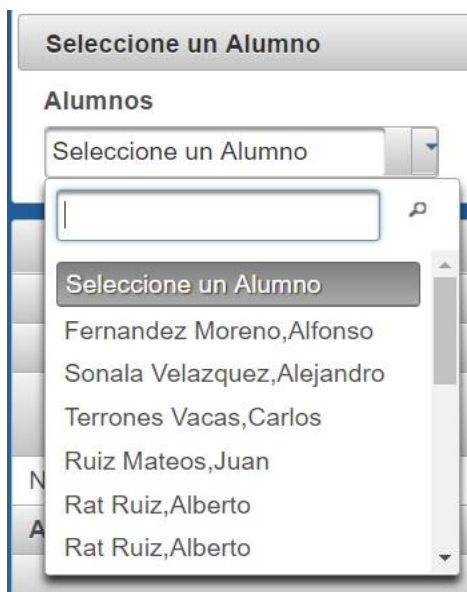 Seleccione un Alumno
Alumnos
Seleccione un Alumno
Seleccione un Alumno
Fernandez Moreno,Alfonso
Sonala Velazquez,Alejandro
Terrones Vacas,Carlos
Ruiz Mateos,Juan
N
Rat Ruiz,Alberto
A
Rat Ruiz,Alberto